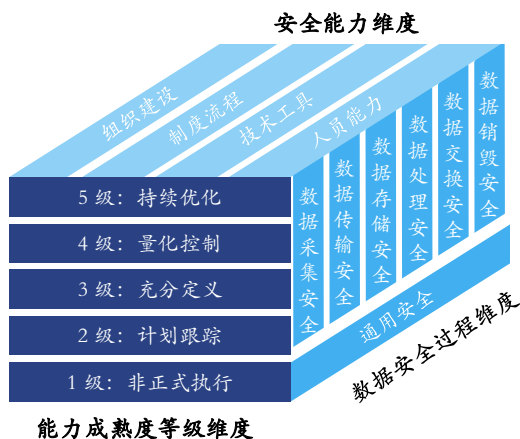 安全能力维度
组织建设
制度流程
技术工具
人员能力
5 级：持续优化
4 级：量化控制
3 级：充分定义
2 级：计划跟踪
1 级：非正式执行
数据采集安全
数据传输安全
数据存储安全
数据处理安全
数据交换安全
数据销毁安全
通用安全
数据安全过程维度
能力成熟度等级维度